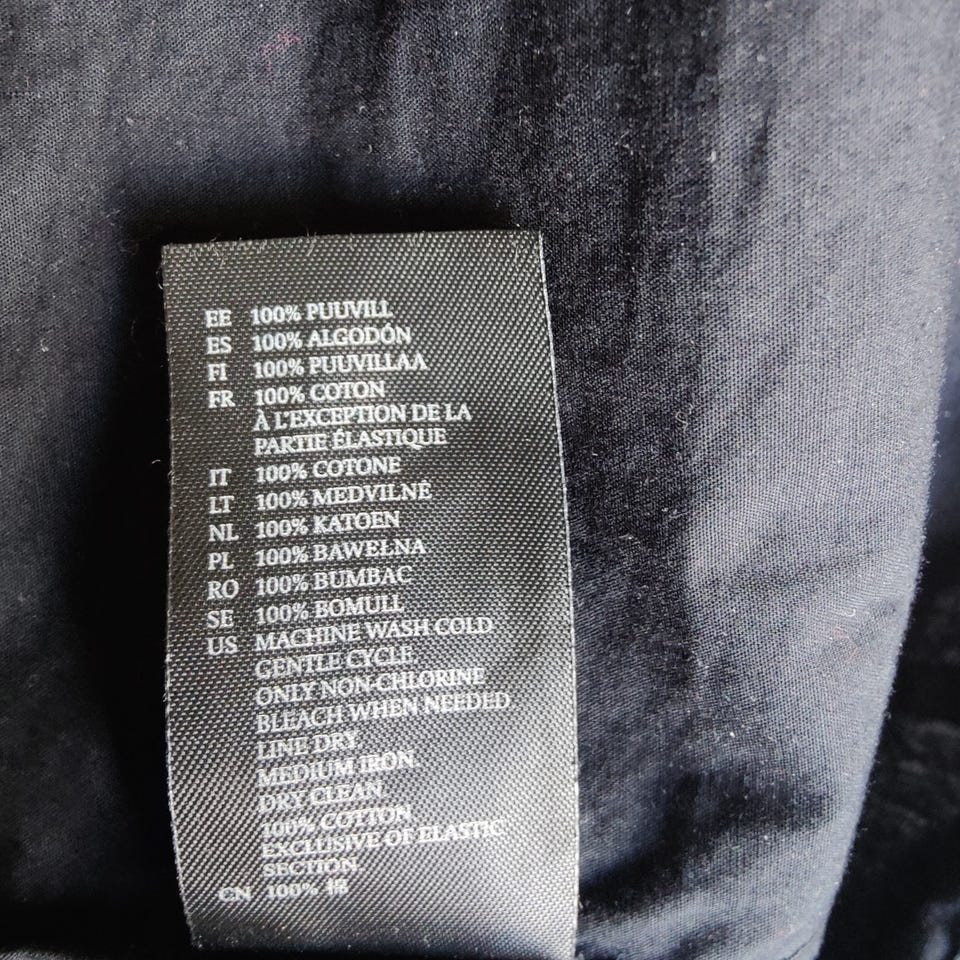 EE 100% PUUVILL
ES 100% ALGODÓN
FI 100% PUUVILLAA
FR 100% COTON
À L'EXCEPTION DE LA
PARTIE ÉLASTIQUE
IT 100% COTONE
LT 100% MEDVILNĖ
NL 100% KATOEN
PL 100% BAWEŁNA
RO 100% BUMBAC
SE 100% BOMULL
US MACHINE WASH COLD
GENTLE CYCLE
ONLY NON-CHLORINE
BLEACH WHEN NEEDED
LINE DRY
MEDIUM IRON
DRY CLEAN
100% COTTON
EXCLUSIVE OF ELASTIC
SECTION
CN 100% 棉